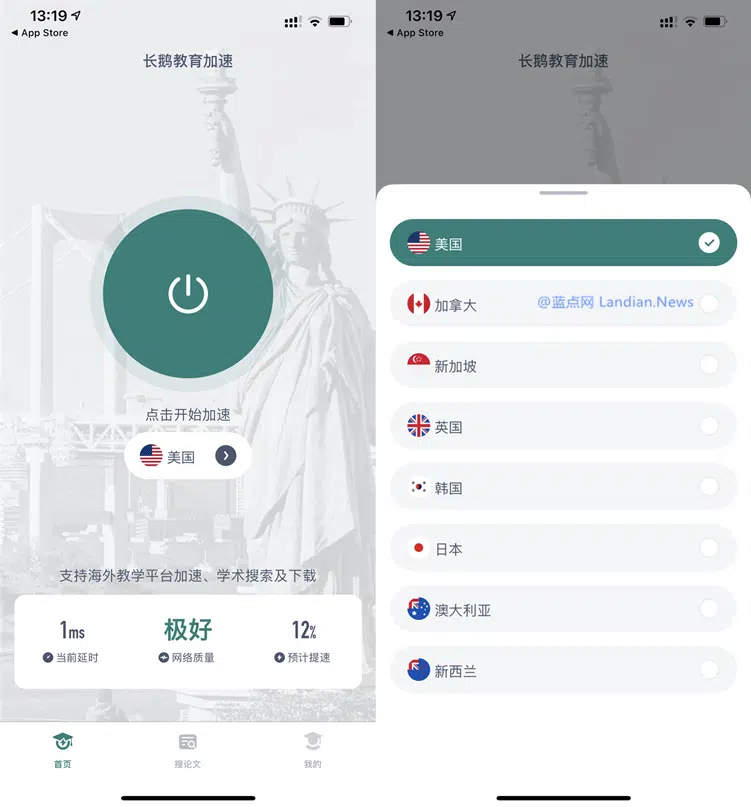 13:19
App Store
长鹅教育加速
点击开始加速
美国
支持海外教学平台加速、学术搜索及下载
1ms
极好
12%
当前延时
网络质量
预计提速
首页
搜论文
我的
13:19
App Store
长鹅教育加速
美国
加拿大
@蓝点网 Landian.News
新加坡
英国
韩国
日本
澳大利亚
新西兰